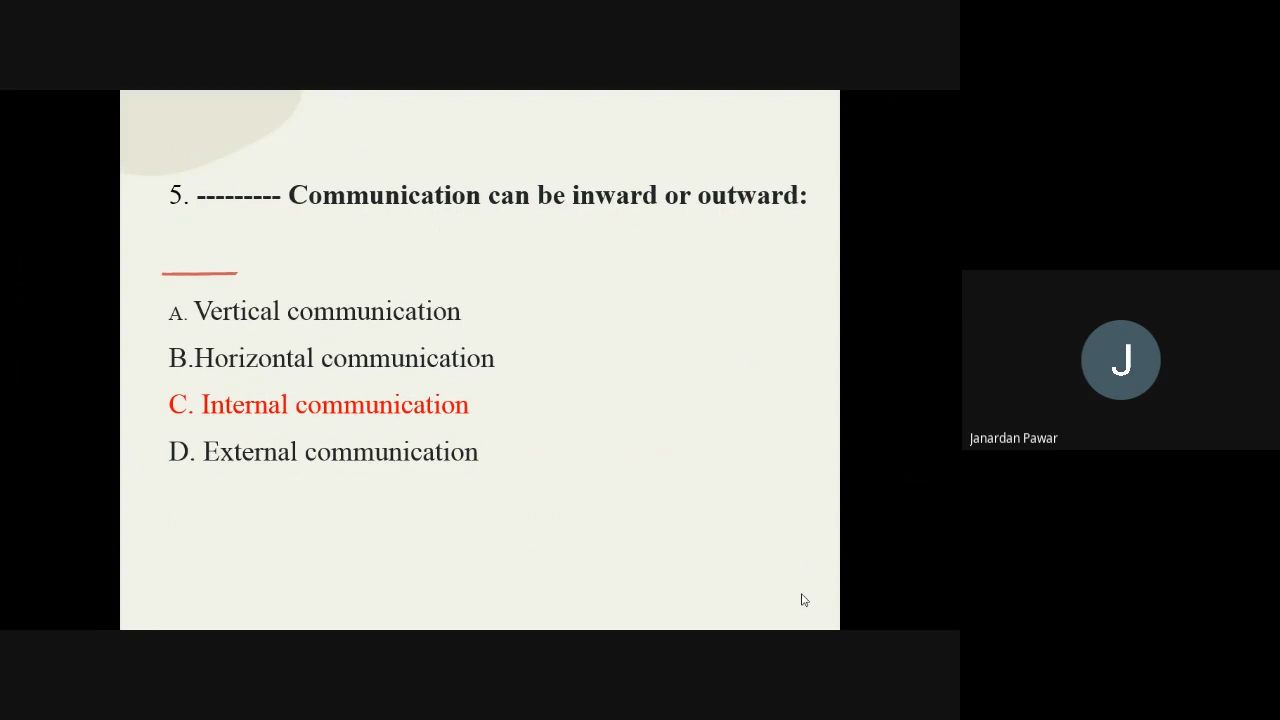 5. --------- Communication can be inward or outward:
A. Vertical communication
B.Horizontal communication
C. Internal communication
D. External communication
J
Janardan Pawar